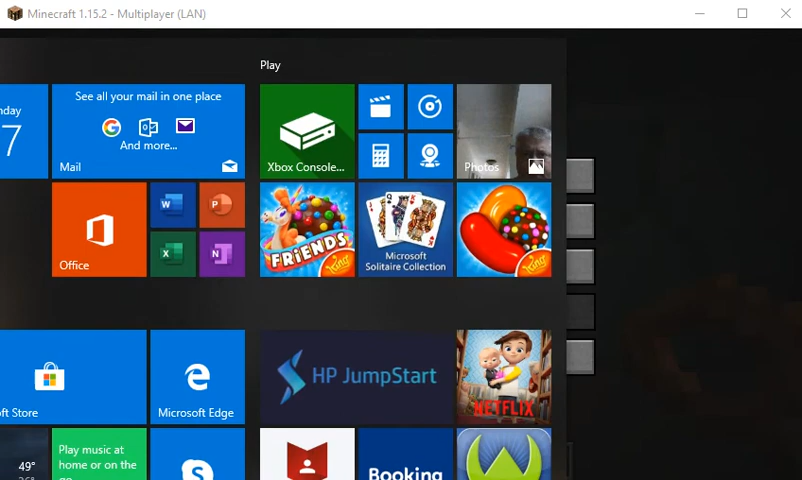 Minecraft 1.15.2 - Multiplayer (LAN)
Play
nday
7
See all your mail in one place
And more...
Mail
Xbox Console...
Photos
Office
W
P
X
N
FRIENDS
King
Microsoft
Solitaire Collection
King
oft Store
Microsoft Edge
HP JumpStart
NETFLIX
49°
Play music at
home or on the
Booking